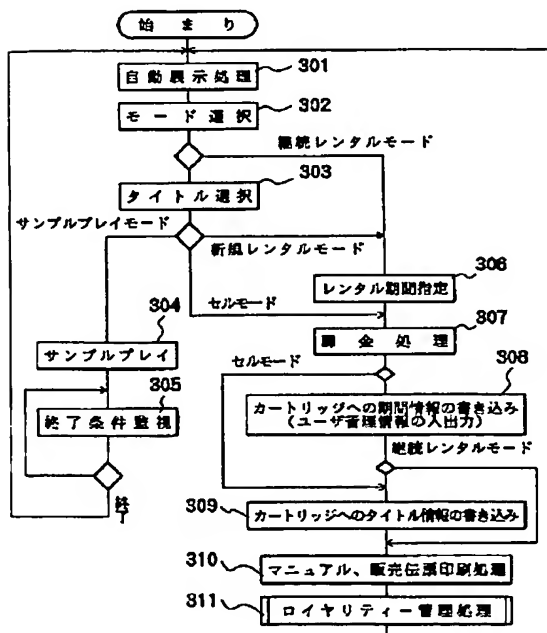 始まり
301
自動展示処理
302
モード選択
継続レンタルモード
303
タイトル選択
サンプルプレイモード
新規レンタルモード
306
レンタル期間指定
セルモード
307
304
課金処理
サンプルプレイ
セルモード
308
305
カートリッジへの期間情報の書き込み
(ユーザ管理情報の入出力)
終了条件監視
継続レンタルモード
終了
309
カートリッジへのタイトル情報の書き込み
310
マニュアル、販売伝票印刷処理
311
ロイヤリティー管理処理